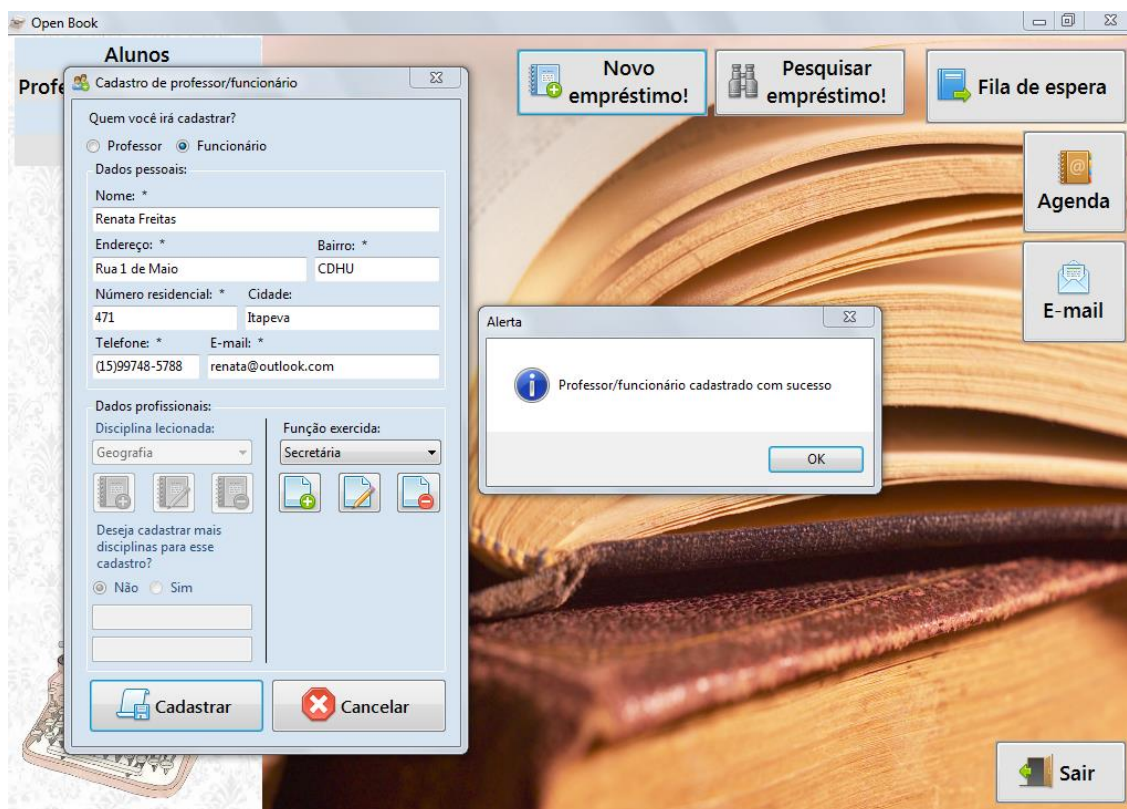 Open Book
Alunos
Profe
Cadastro de professor/funcionário
Quem você irá cadastrar?
Professor Funcionário
Dados pessoais:
Nome: *
Renata Freitas
Endereço: * Bairro: *
Rua 1 de Maio CDHU
Número residencial: * Cidade:
471 Itapeva
Telefone: * E-mail: *
(15)99748-5788 renata@outlook.com
Dados profissionais:
Disciplina lecionada: Função exercida:
Geografia Secretária
Deseja cadastrar mais
disciplinas para esse
cadastro?
Não Sim
Cadastrar Cancelar
Novo
empréstimo!
Pesquisar
empréstimo!
Fila de espera
Agenda
E-mail
Alerta
Professor/funcionário cadastrado com sucesso
OK
Sair